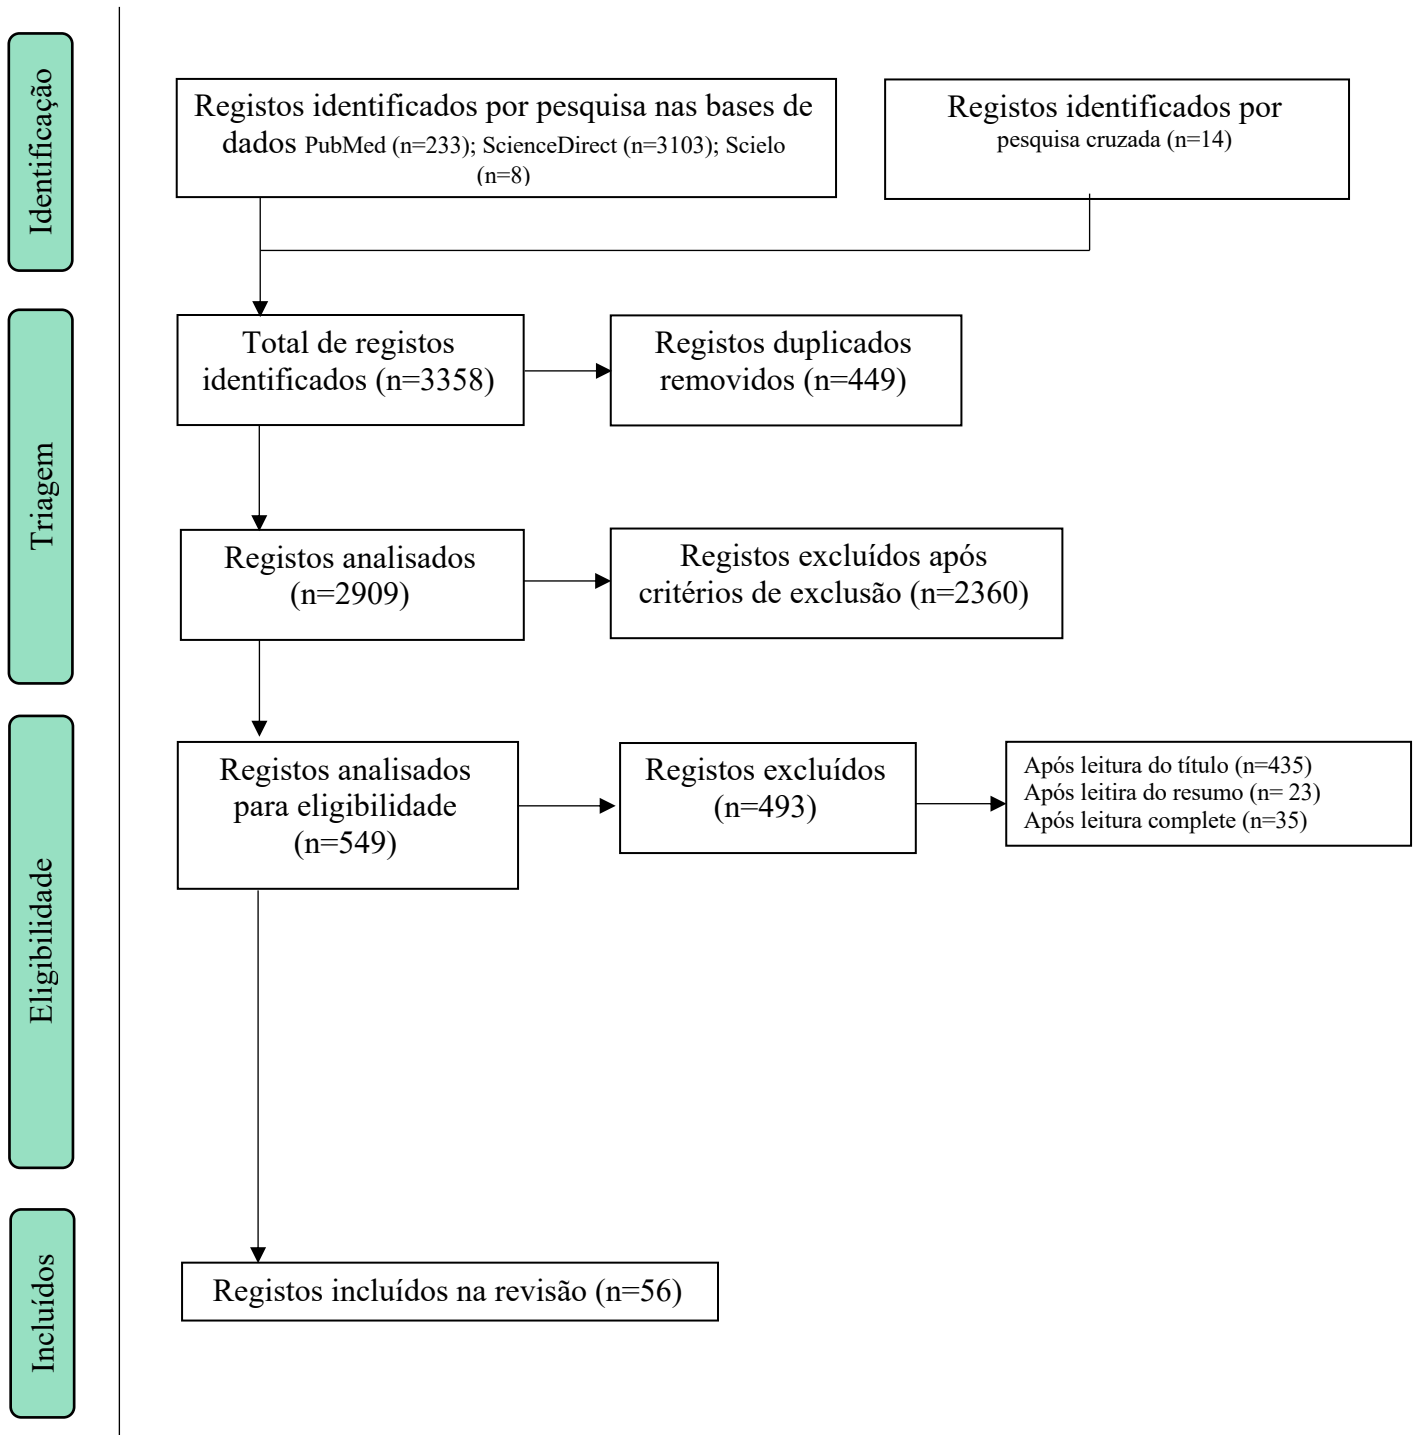 Identificação
Registos identificados por pesquisa nas bases de
dados PubMed (n=233); ScienceDirect (n=3103); Scielo
(n=8)
Registos identificados por
pesquisa cruzada (n=14)
Triagem
Total de registos
identificados (n=3358)
Registos duplicados
removidos (n=449)
Registos analisados
(n=2909)
Registos excluídos após
critérios de exclusão (n=2360)
Eligibilidade
Registos analisados
para eligibilidade
(n=549)
Registos excluídos
(n=493)
Após leitura do título (n=435)
Após leitira do resumo (n= 23)
Após leitura complete (n=35)
Incluídos
Registos incluídos na revisão (n=56)